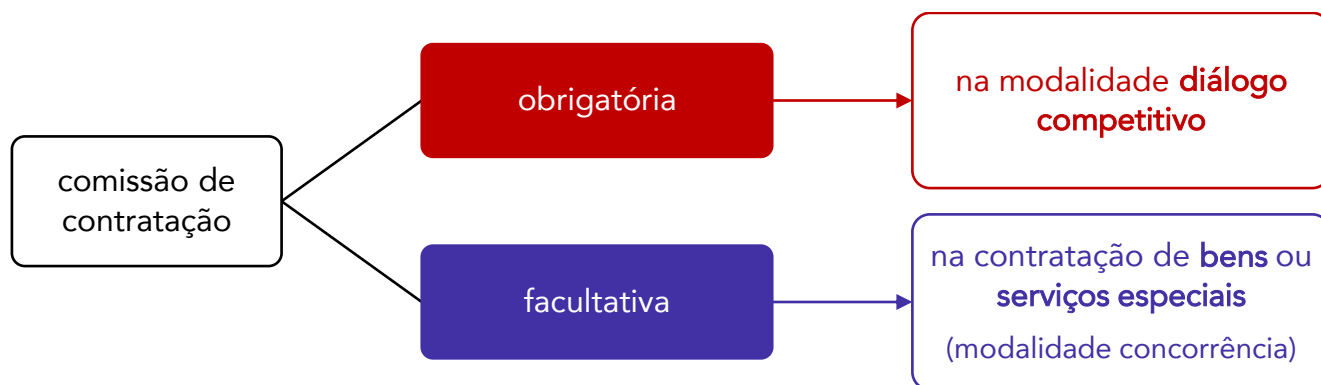 comissão de
contratação
obrigatória
na modalidade diálogo
competitivo
facultativa
na contratação de bens ou
serviços especiais
(modalidade concorrência)